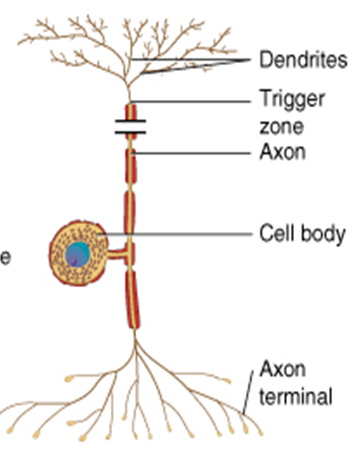 Dendrites
Trigger
zone
Axon
Cell body
e
Axon
terminal